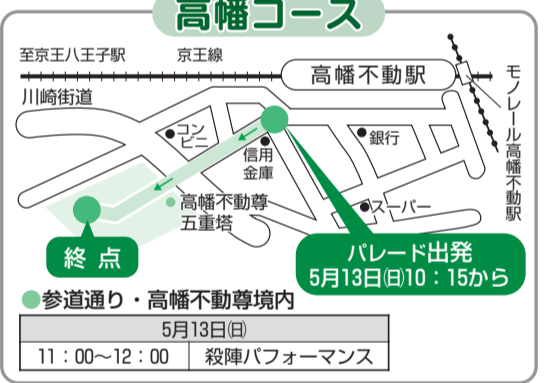 高幡コース
至京王八王子駅
京王線
高幡不動駅
川崎街道
モノレール高幡不動駅
コン
ビニ
信用
金庫
銀行
高幡不動尊
五重塔
スーパー
終点
パレード出発
5月13日㈰10：15から
参道通り・高幡不動尊境内
5月13日㈰
11：00〜12：00 殺陣パフォーマンス